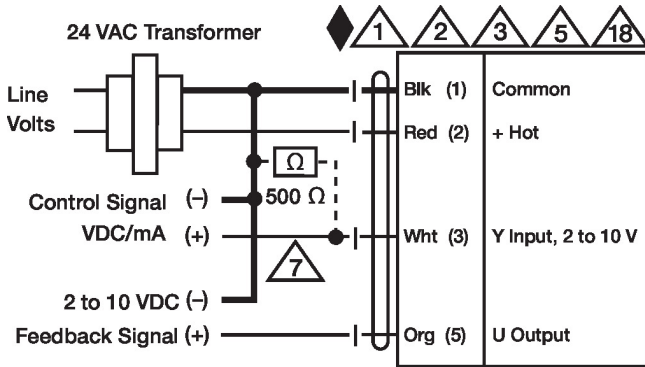 24 VAC Transformer
1 2 3 5 18
Line
Volts
Blk (1) Common
Red (2) + Hot
Ω
500 Ω
Control Signal (–)
VDC/mA (+)
Wht (3) Y Input, 2 to 10 V
7
2 to 10 VDC (–)
Feedback Signal (+)
Org (5) U Output